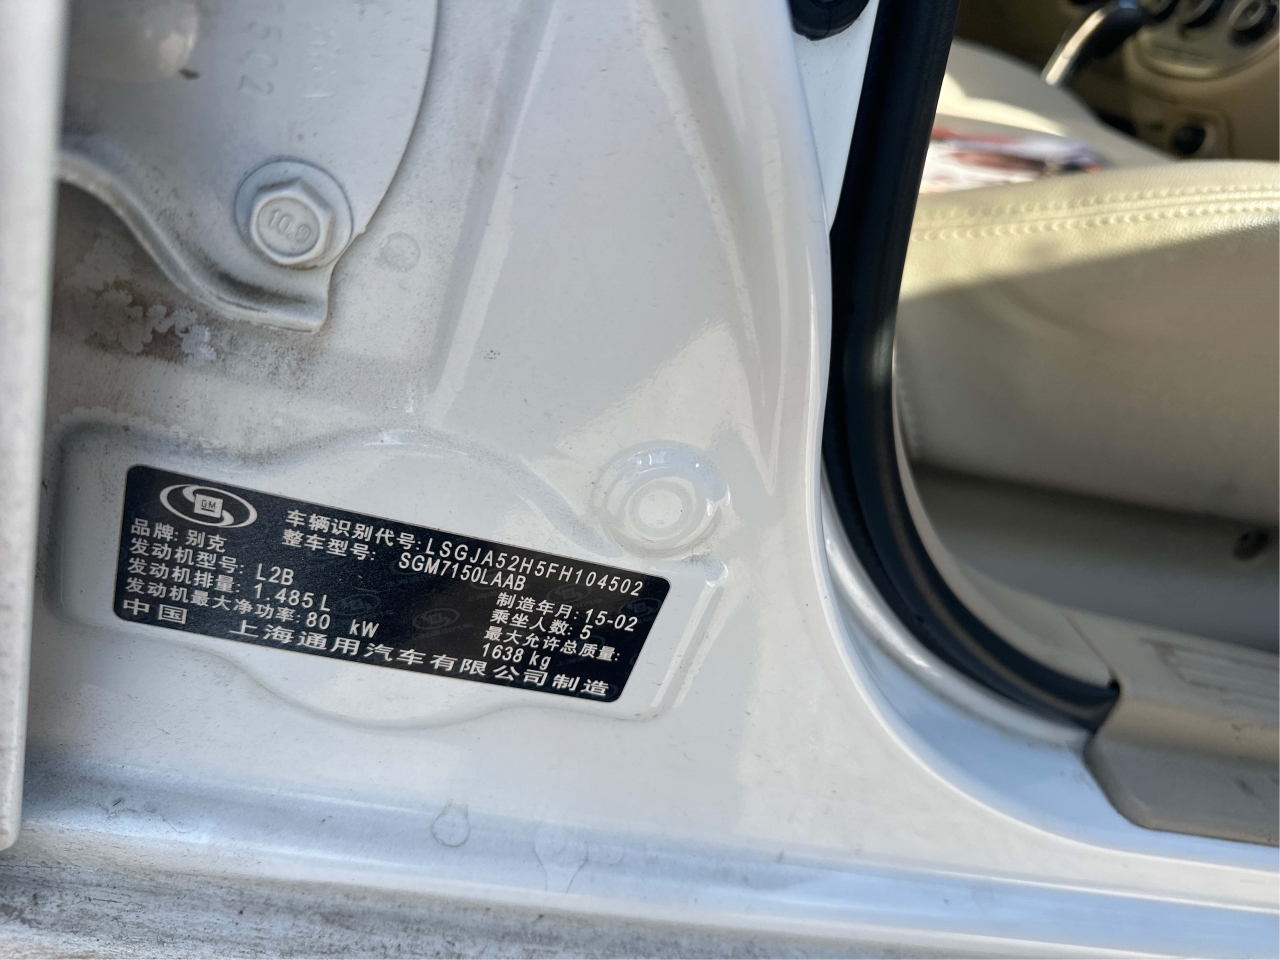 5C2
10.9
GM
车辆识别代号:LSGJA52H5FH104502
品牌: 别克 整车型号: SGM7150LAAB
发动机型号: L2B 制造年月: 15-02
发动机排量: 1.485 L 乘坐人数: 5
发动机最大净功率: 80 kW 最大允许总质量:
1638 kg
中国 上海通用汽车有限公司制造